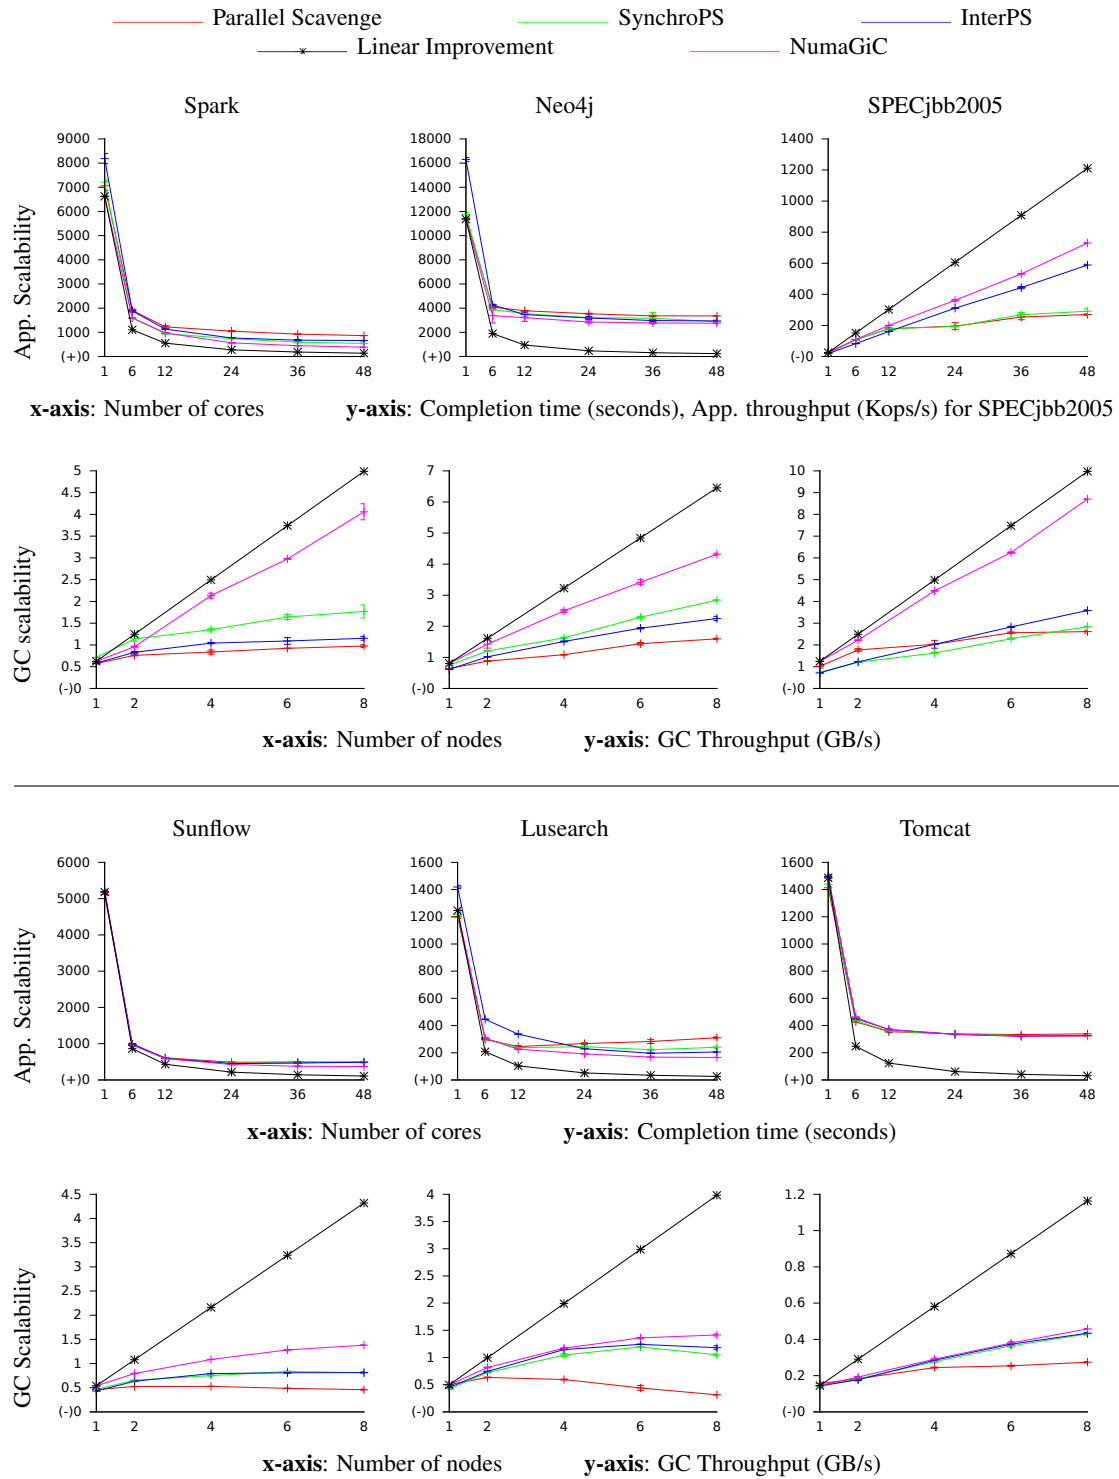 Parallel Scavenge SynchroPS InterPS
Linear Improvement NumaGiC
Spark Neo4j SPECjbb2005
App. Scalability
9000 8000 7000 6000 5000 4000 3000 2000 1000 (+)0
1 6 12 24 36 48
18000 16000 14000 12000 10000 8000 6000 4000 2000 (+)0
1 6 12 24 36 48
1400 1200 1000 800 600 400 200 (-)0
1 6 12 24 36 48
x-axis: Number of cores y-axis: Completion time (seconds), App. throughput (Kops/s) for SPECjbb2005
GC scalability
5 4.5 4 3.5 3 2.5 2 1.5 1 0.5 (-)0
1 2 4 6 8
7 6 5 4 3 2 1 (-)0
1 2 4 6 8
10 9 8 7 6 5 4 3 2 1 (-)0
1 2 4 6 8
x-axis: Number of nodes y-axis: GC Throughput (GB/s)
Sunflow Lusearch Tomcat
App. Scalability
6000 5000 4000 3000 2000 1000 (+)0
1 6 12 24 36 48
1600 1400 1200 1000 800 600 400 200 (+)0
1 6 12 24 36 48
1600 1400 1200 1000 800 600 400 200 (+)0
1 6 12 24 36 48
x-axis: Number of cores y-axis: Completion time (seconds)
GC Scalability
4.5 4 3.5 3 2.5 2 1.5 1 0.5 (-)0
1 2 4 6 8
4 3.5 3 2.5 2 1.5 1 0.5 (-)0
1 2 4 6 8
1.2 1 0.8 0.6 0.4 0.2 (-)0
1 2 4 6 8
x-axis: Number of nodes y-axis: GC Throughput (GB/s)